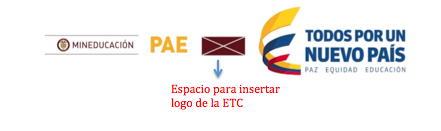 MINEDUCACIÓN
PAE
TODOS POR UN
NUEVO PAÍS
PAZ EQUIDAD EDUCACIÓN
Espacio para insertar
logo de la ETC